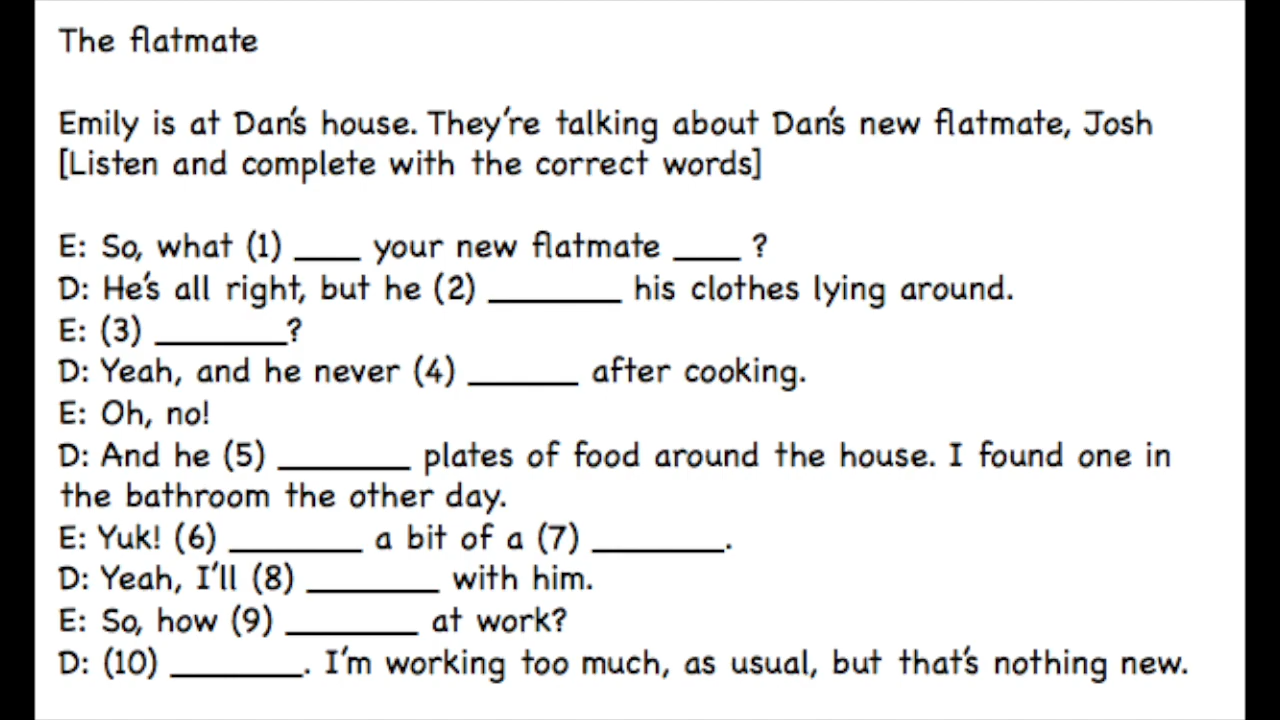 The flatmate
Emily is at Dan's house. They're talking about Dan's new flatmate, Josh
[Listen and complete with the correct words]
E: So, what (1) ____ your new flatmate ____ ?
D: He's all right, but he (2) ________ his clothes lying around.
E: (3) ________?
D: Yeah, and he never (4) _______ after cooking.
E: Oh, no!
D: And he (5) ________ plates of food around the house. I found one in
the bathroom the other day.
E: Yuk! (6) ________ a bit of a (7) ________.
D: Yeah, I'll (8) ________ with him.
E: So, how (9) ________ at work?
D: (10) ________. I'm working too much, as usual, but that's nothing new.